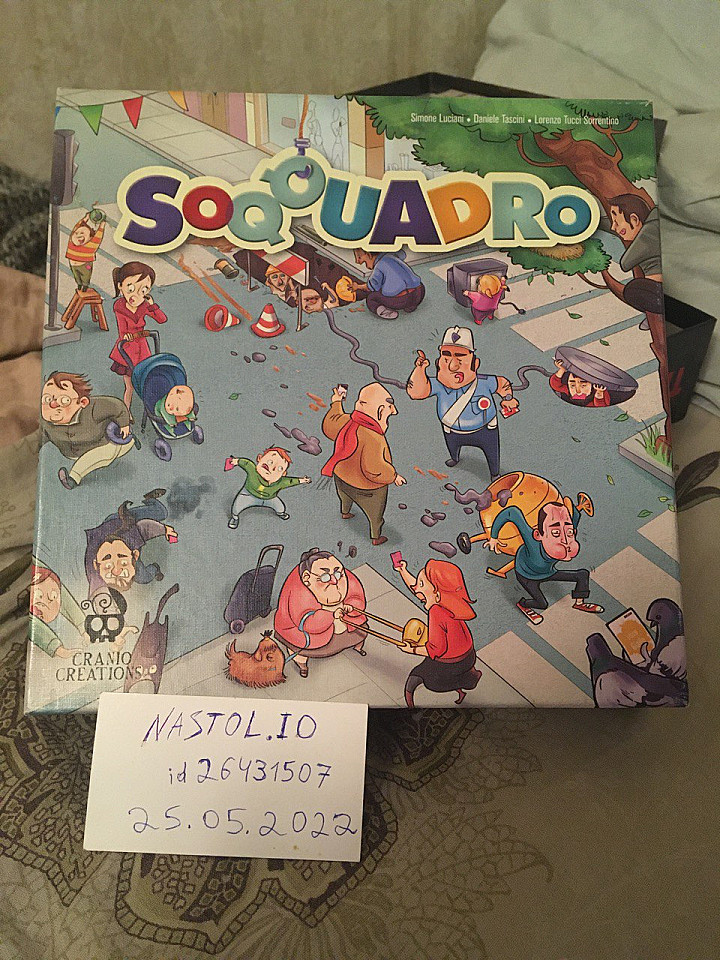 Simone Luciani • Daniele Tascini • Lorenzo Tucci Sorrentino
SOQQUADRO
CRANIO
CREATIONS
NASTOL.IO
id 26431507
25.05.2022